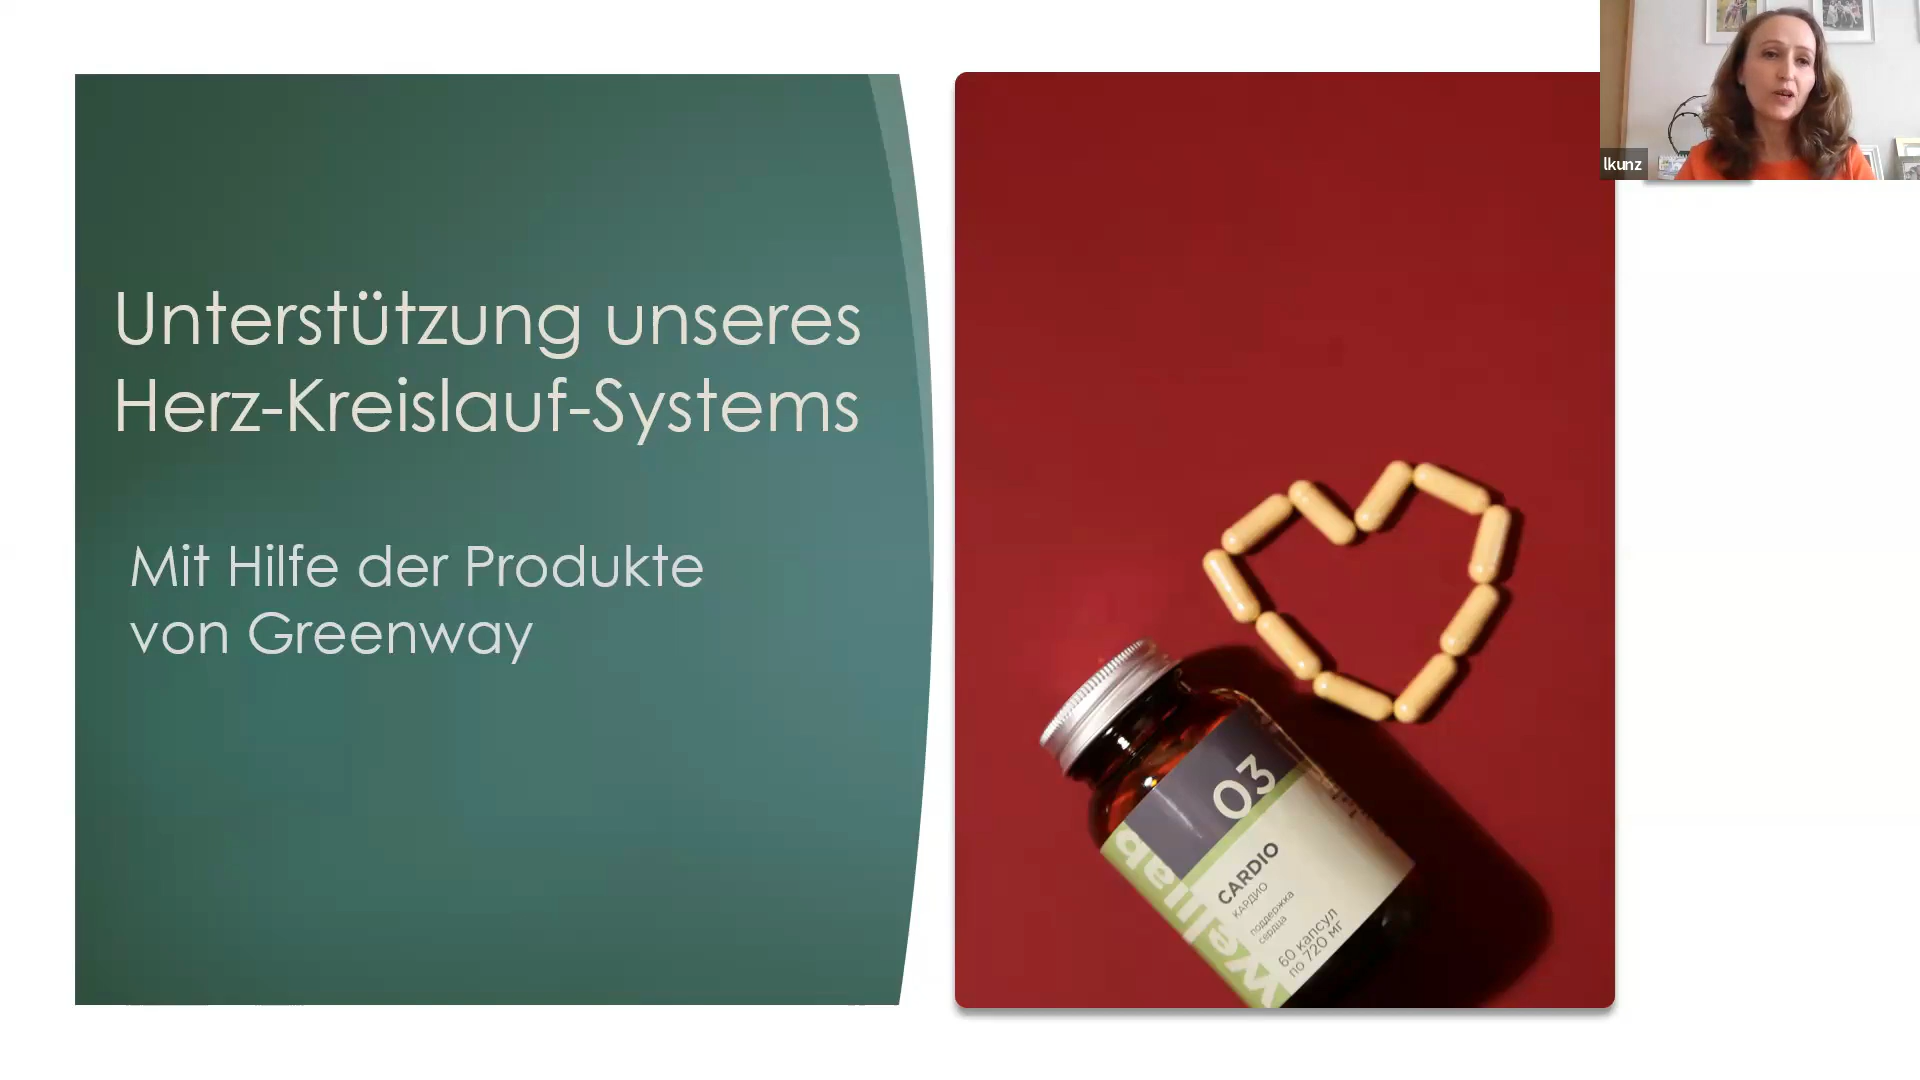 Unterstützung unseres
Herz-Kreislauf-Systems
Mit Hilfe der Produkte
von Greenway
lkunz
03
Wellab
CARDIO
КАРДИО
поддержка
сердца
60 капсул
по 720 мг